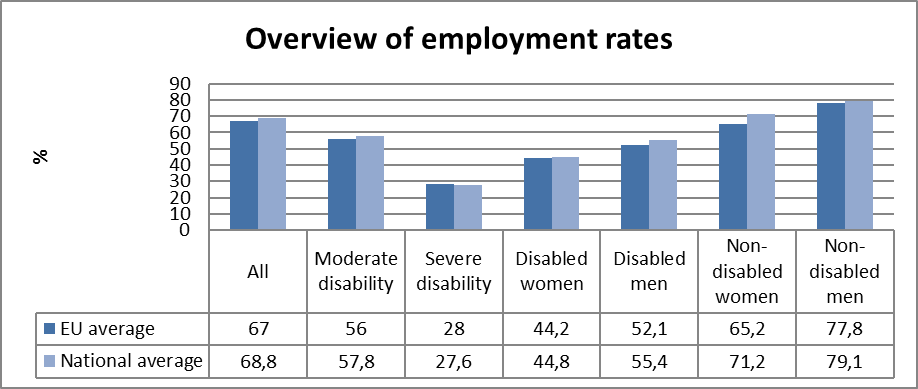 Overview of employment rates
%
90
80
70
60
50
40
30
20
10
0
All
Moderate disability
Severe disability
Disabled women
Disabled men
Non-disabled women
Non-disabled men
EU average 67 56 28 44,2 52,1 65,2 77,8
National average 68,8 57,8 27,6 44,8 55,4 71,2 79,1